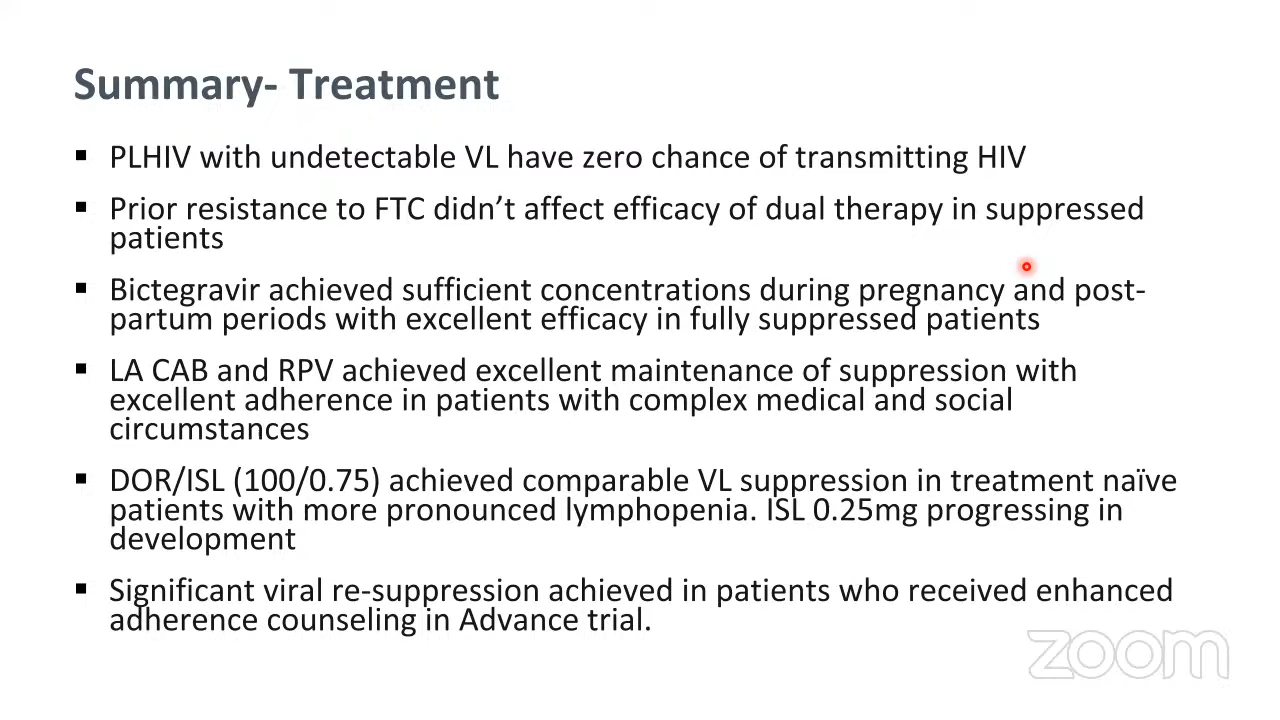 Summary- Treatment
▪ PLHIV with undetectable VL have zero chance of transmitting HIV
▪ Prior resistance to FTC didn’t affect efficacy of dual therapy in suppressed
patients
▪ Bictegravir achieved sufficient concentrations during pregnancy and post-
partum periods with excellent efficacy in fully suppressed patients
▪ LA CAB and RPV achieved excellent maintenance of suppression with
excellent adherence in patients with complex medical and social
circumstances
▪ DOR/ISL (100/0.75) achieved comparable VL suppression in treatment naïve
patients with more pronounced lymphopenia. ISL 0.25mg progressing in
development
▪ Significant viral re-suppression achieved in patients who received enhanced
adherence counseling in Advance trial.
zoom